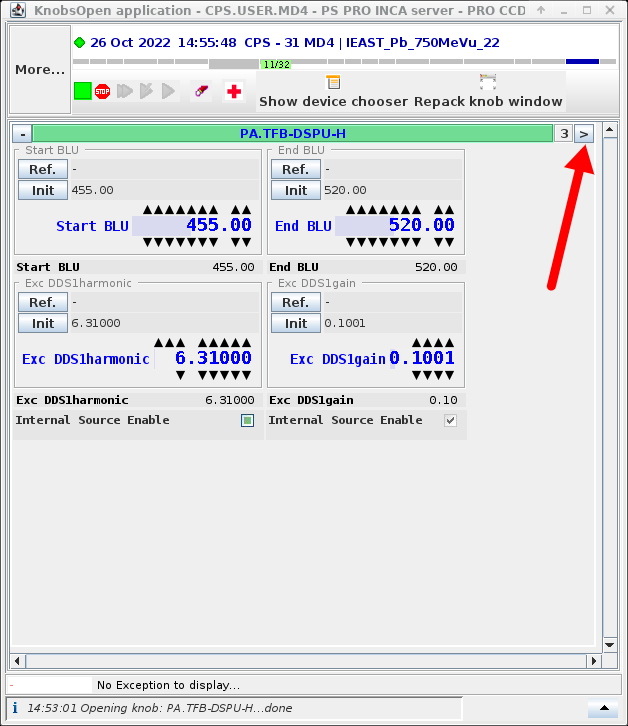 KnobsOpen application - CPS.USER.MD4 - PS PRO INCA server - PRO CCD
More...
26 Oct 2022 14:55:48 CPS - 31 MD4 | IEAST_Pb_750MeVu_22
11/32
STOP
Show device chooser Repack knob window
- PA.TFB-DSPU-H 3 >
Start BLU End BLU
Ref. - Ref. -
Init 455.00 Init 520.00
Start BLU 455.00 End BLU 520.00
Start BLU 455.00 End BLU 520.00
Exc DDS1harmonic Exc DDS1gain
Ref. - Ref. -
Init 6.31000 Init 0.1001
Exc DDS1harmonic 6.31000 Exc DDS1gain 0.1001
Exc DDS1harmonic 6.31000 Exc DDS1gain 0.10
Internal Source Enable Internal Source Enable
- No Exception to display...
i 14:53:01 Opening knob: PA.TFB-DSPU-H...done